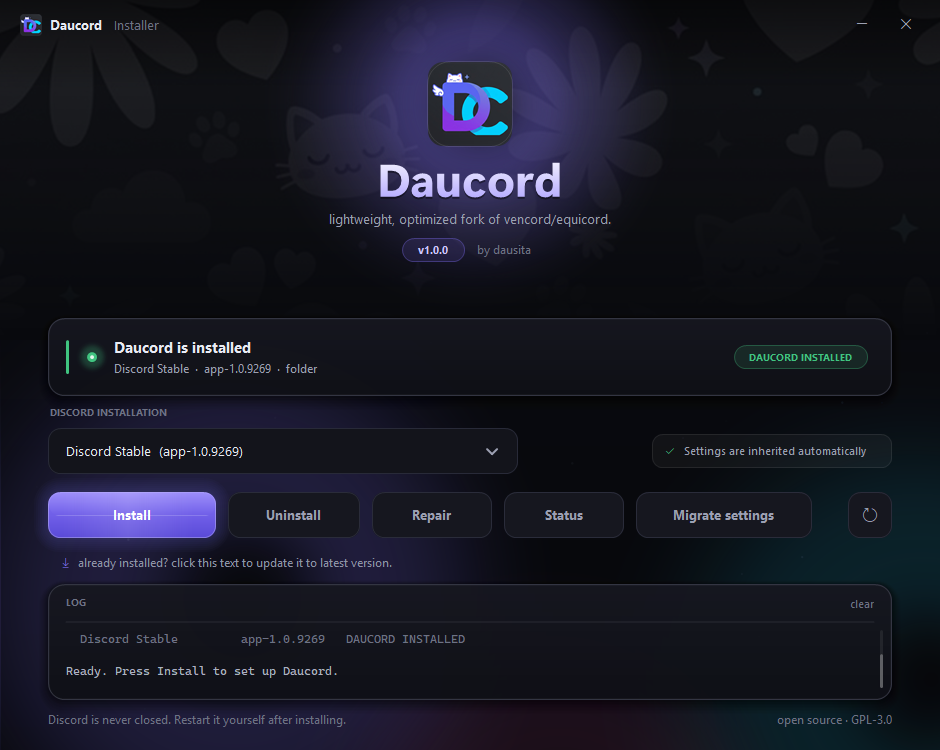 Daucord Installer
DC
Daucord
lightweight, optimized fork of vencord/equicord.
v1.0.0 by dausita
Daucord is installed
Discord Stable · app-1.0.9269 · folder
DAUCORD INSTALLED
DISCORD INSTALLATION
Discord Stable (app-1.0.9269)
✓ Settings are inherited automatically
Install Uninstall Repair Status Migrate settings
already installed? click this text to update it to latest version.
LOG clear
Discord Stable app-1.0.9269 DAUCORD INSTALLED
Ready. Press Install to set up Daucord.
Discord is never closed. Restart it yourself after installing. open source · GPL-3.0